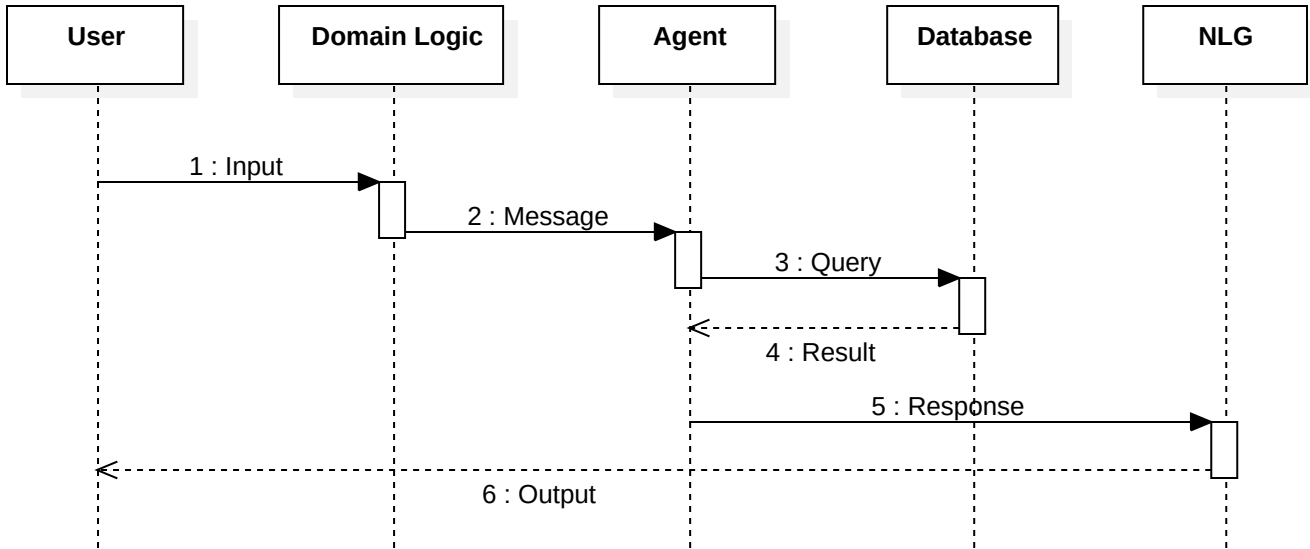 User
Domain Logic
Agent
Database
NLG
1 : Input
2 : Message
3 : Query
4 : Result
5 : Response
6 : Output